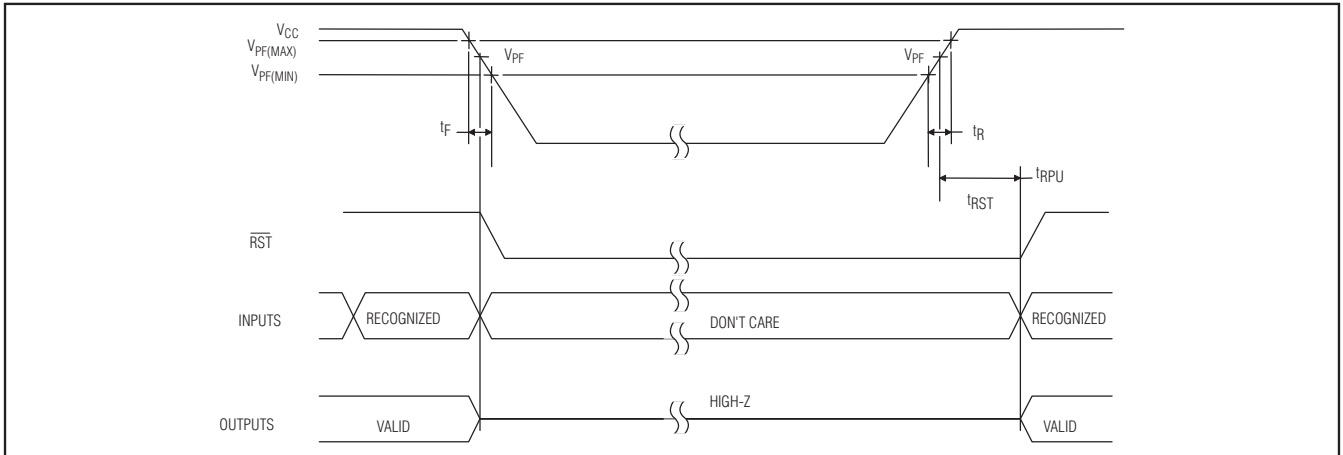 VCC
VPF(MAX)
VPF VPF
VPF(MIN)
tF tR
tRPU
tRST
RST
INPUTS RECOGNIZED DON'T CARE RECOGNIZED
HIGH-Z
OUTPUTS VALID VALID